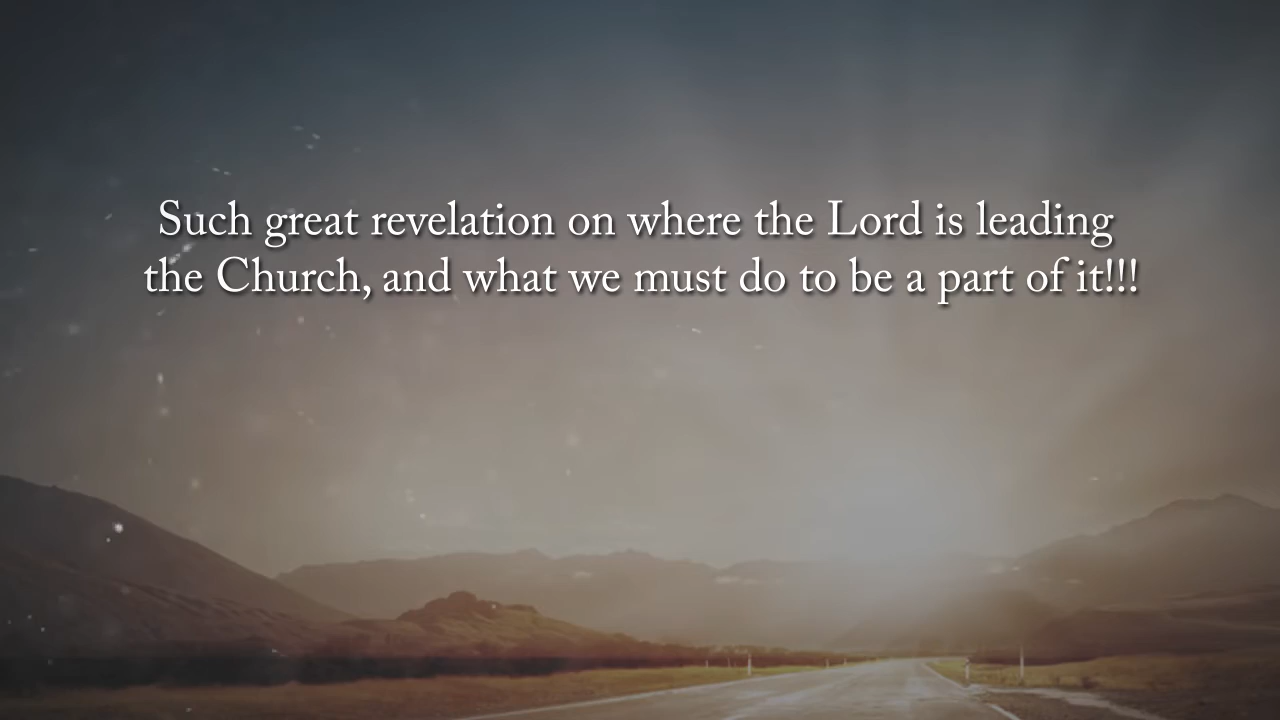 Such great revelation on where the Lord is leading
the Church, and what we must do to be a part of it!!!